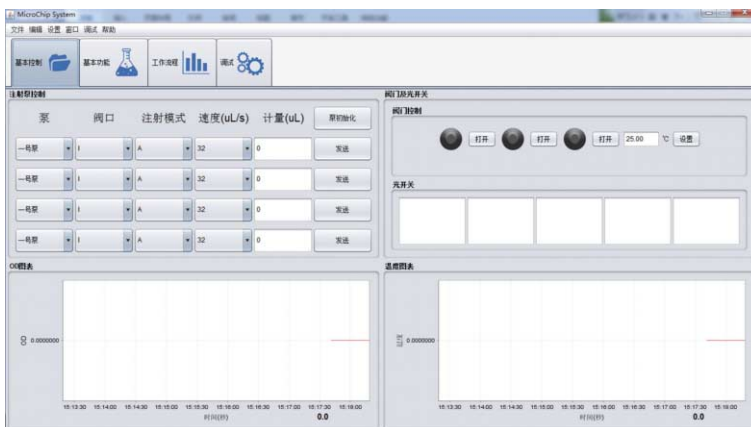 MicroChip System
文件 编辑 设置 窗口 调试 帮助
基本控制 基本功能 工作流程 调试
注射泵控制
泵 阀口 注射模式 速度(uL/s) 计量(uL) 泵初始化
一号泵 I A 32 0 发送
一号泵 I A 32 0 发送
一号泵 I A 32 0 发送
一号泵 I A 32 0 发送
阀门及光开关
阀门控制
打开 打开 打开 25.00 ℃ 设置
光开关
OD图表
OD
0.0000000
15:13:30 15:14:00 15:14:30 15:15:00 15:15:30 15:16:00 15:16:30 15:17:00 15:17:30 15:18:00
时间(秒) 0.0
温度图表
0.0000000
15:13:30 15:14:00 15:14:30 15:15:00 15:15:30 15:16:00 15:16:30 15:17:00 15:17:30 15:18:00
时间(秒) 0.0